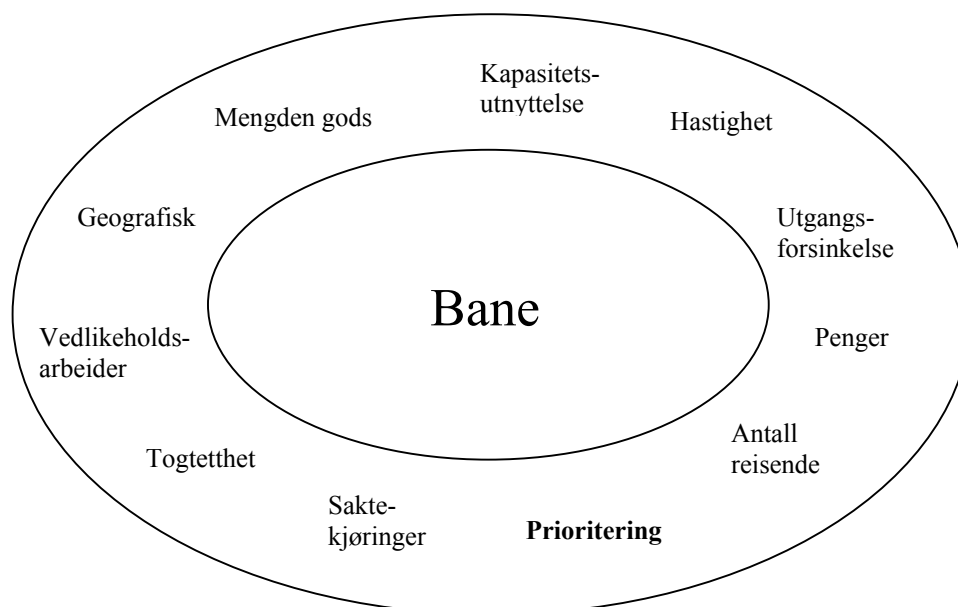 Kapasitets-
utnyttelse
Mengden gods
Hastighet
Geografisk
Utgangs-
forsinkelse
Bane
Vedlikeholds-
arbeider
Penger
Antall
reisende
Togtetthet
Sakte-
kjøringer
Prioritering